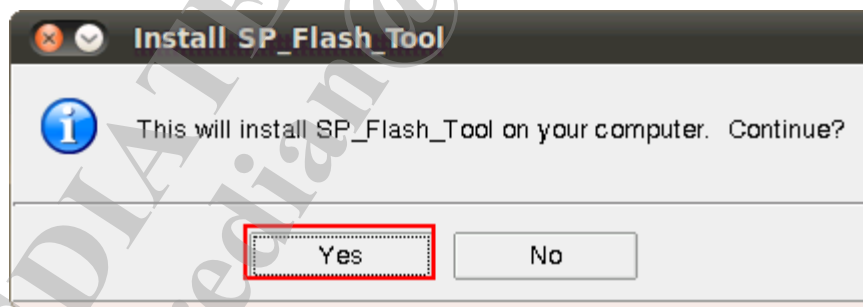 Install SP_Flash_Tool
This will install SP_Flash_Tool on your computer.  Continue?
Yes
No